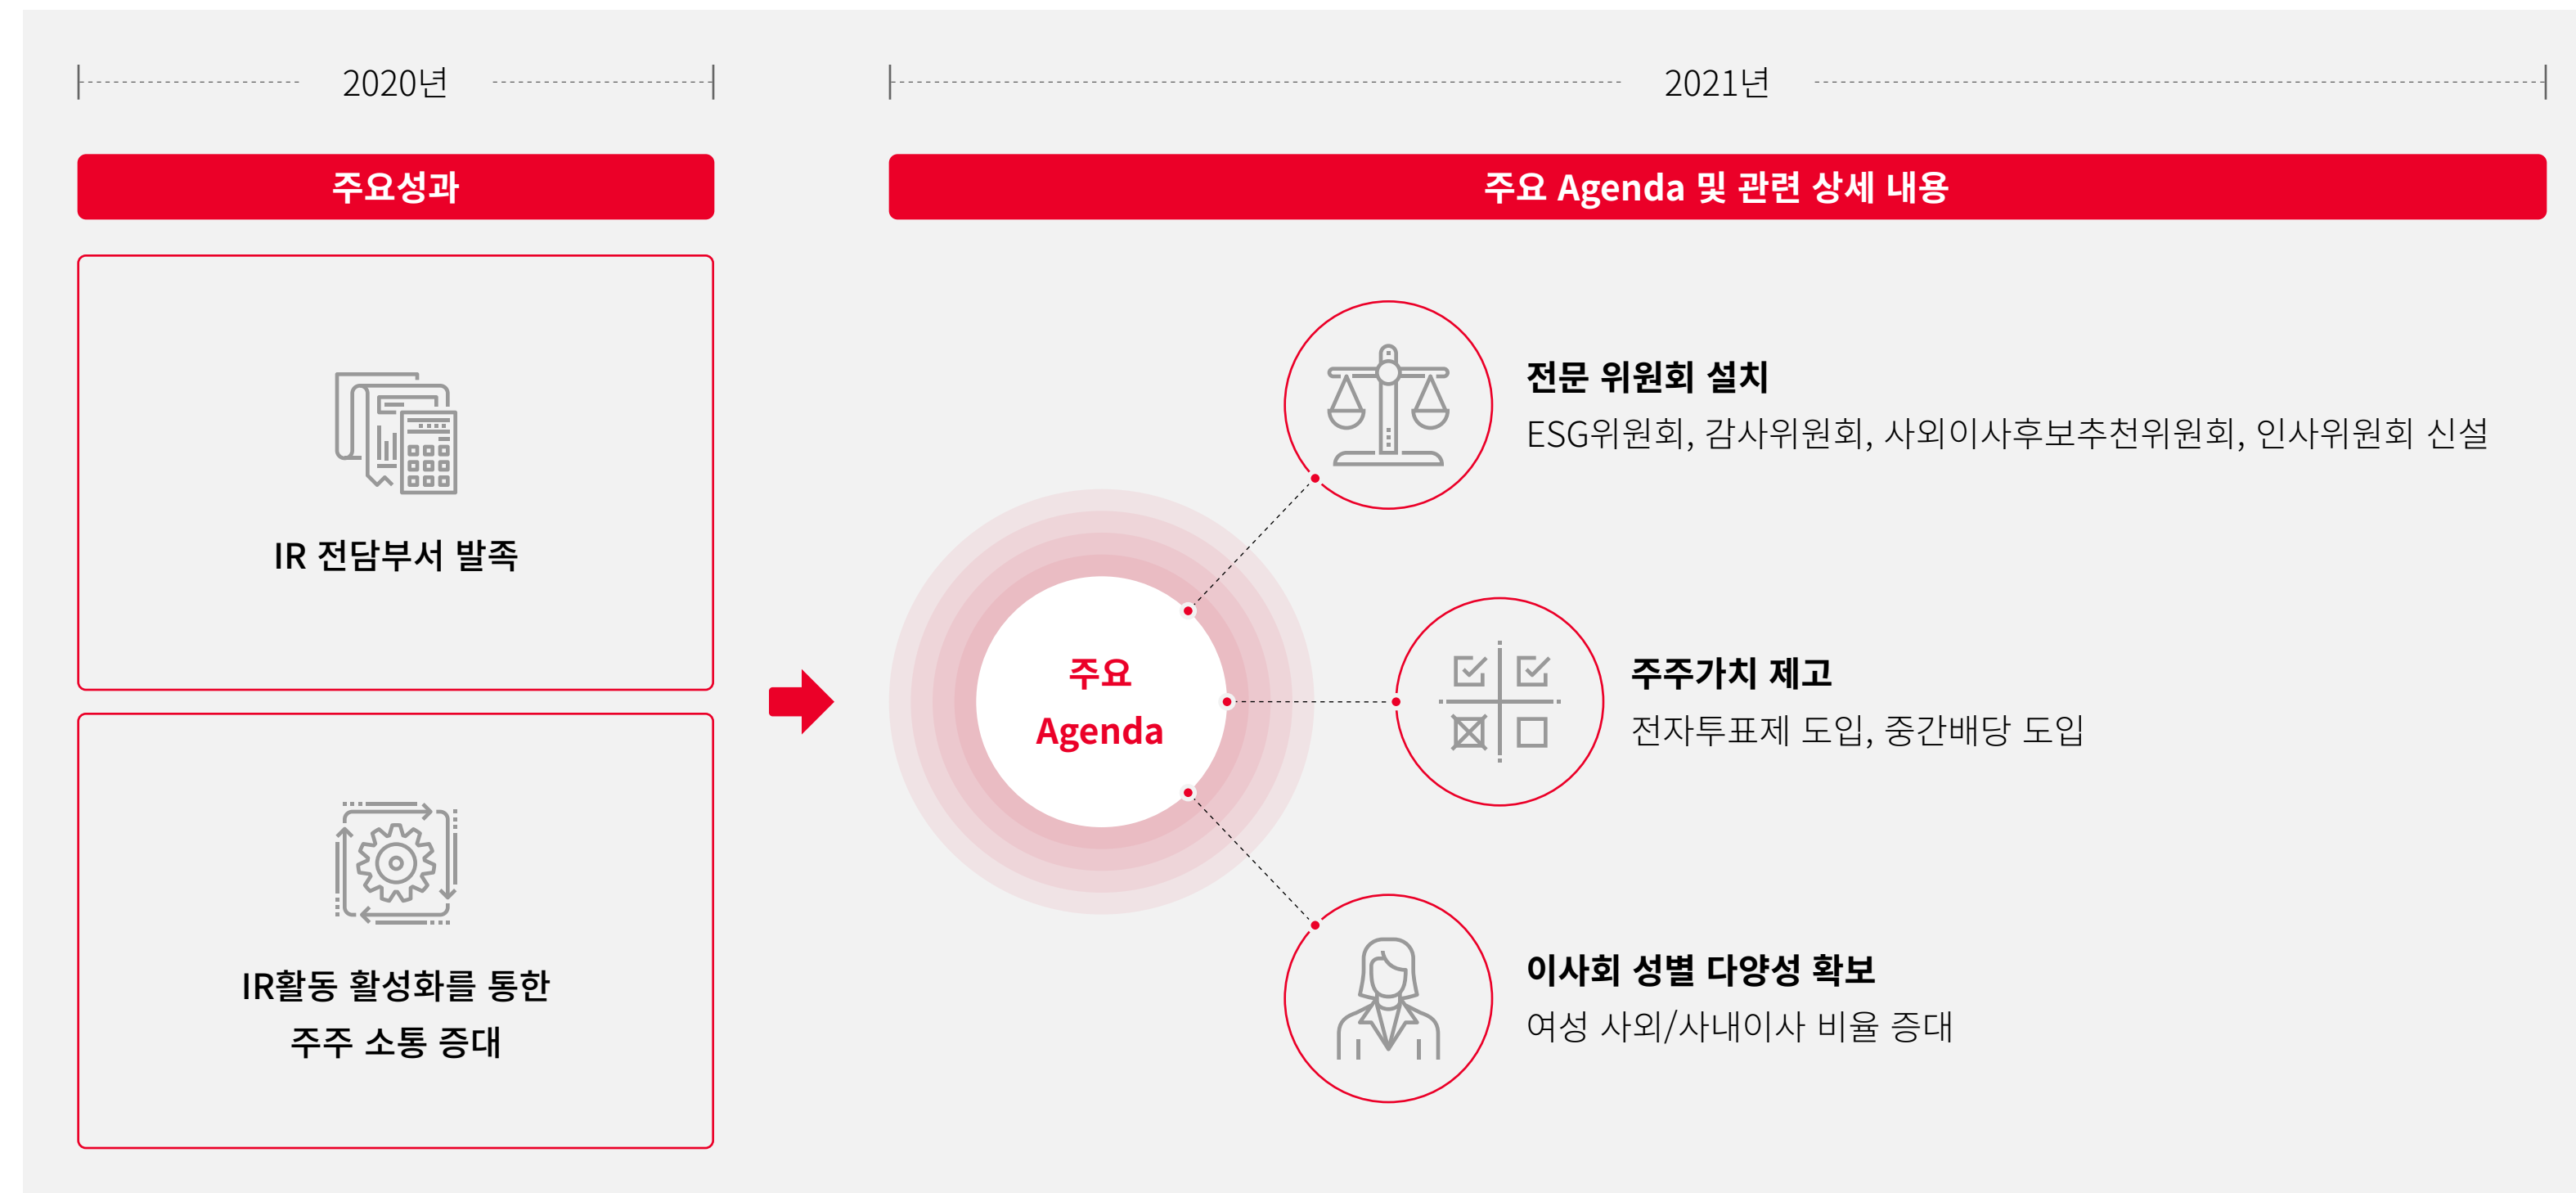 2020년
주요성과
IR 전담부서 발족
IR활동 활성화를 통한
주주 소통 증대
2021년
주요 Agenda 및 관련 상세 내용
주요
Agenda
전문 위원회 설치
ESG위원회, 감사위원회, 사외이사후보추천위원회, 인사위원회 신설
주주가치 제고
전자투표제 도입, 중간배당 도입
이사회 성별 다양성 확보
여성 사외/사내이사 비율 증대